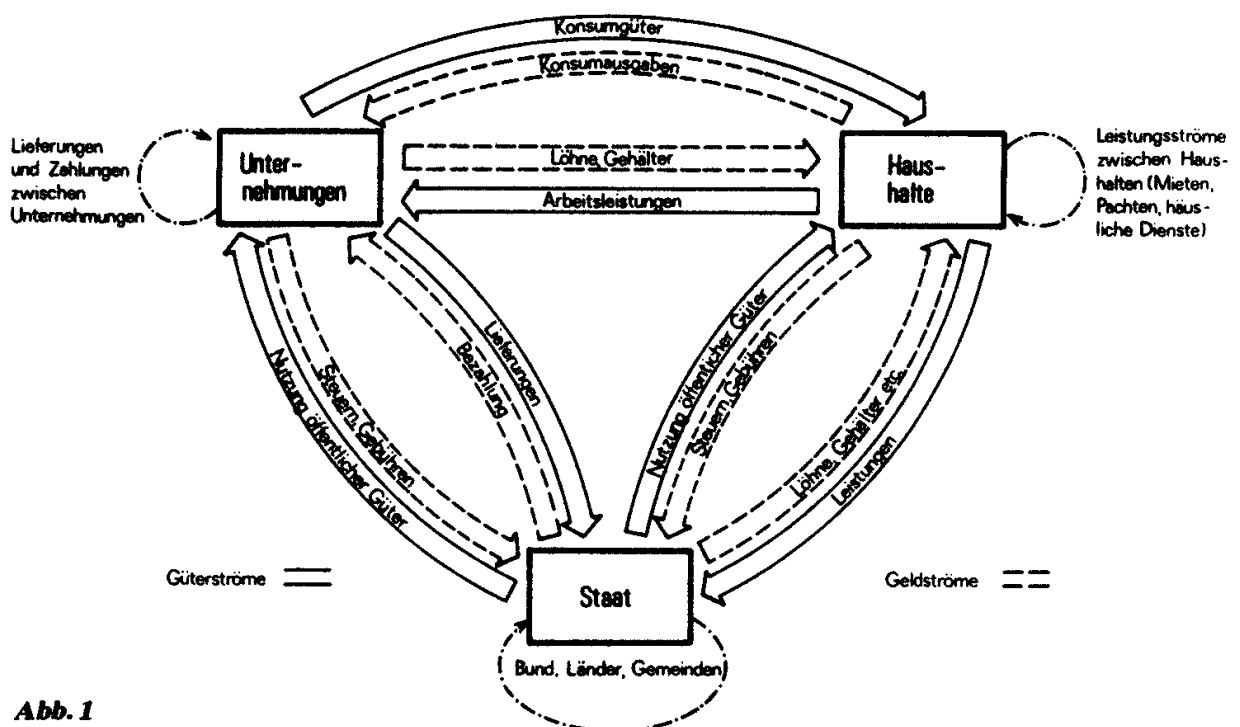 Konsumgüter
Konsumausgaben
Lieferungen
und Zahlungen
zwischen
Unternehmungen
Unter-
nehmungen
Löhne, Gehälter
Arbeitsleistungen
Haus-
halte
Leistungsströme
zwischen Haus-
halten (Mieten,
Pachten, häus-
liche Dienste)
Nutzung öffentlicher Güter
Steuern, Gebühren
Bezahlung
Lieferungen
Nutzung öffentlicher Güter
Steuern, Gebühren
Löhne, Gehälter etc.
Leistungen
Güterströme
Geldströme
Staat
Bund, Länder, Gemeinden
Abb. 1